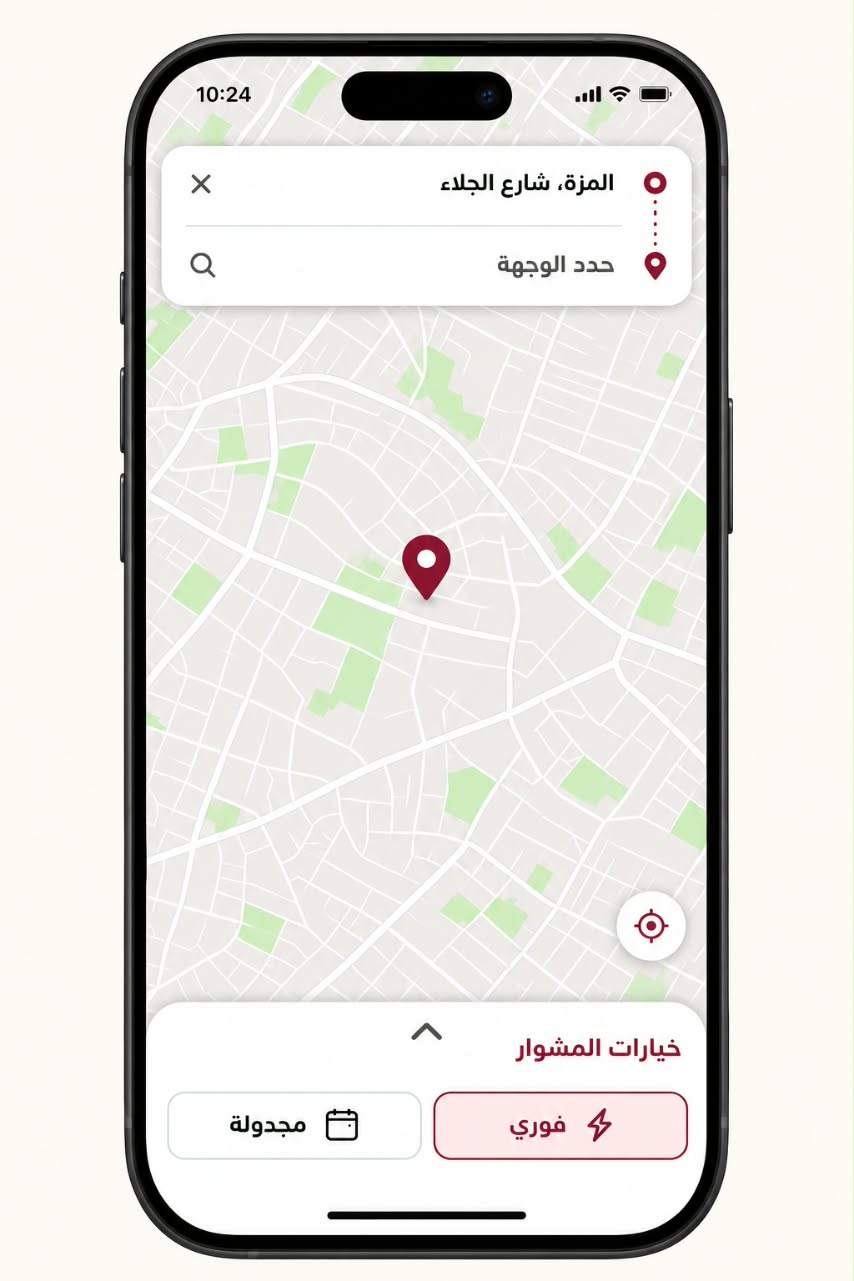 10:24
المزة، شارع الجلاء
حدد الوجهة
خيارات المشوار
فوري
مجدولة